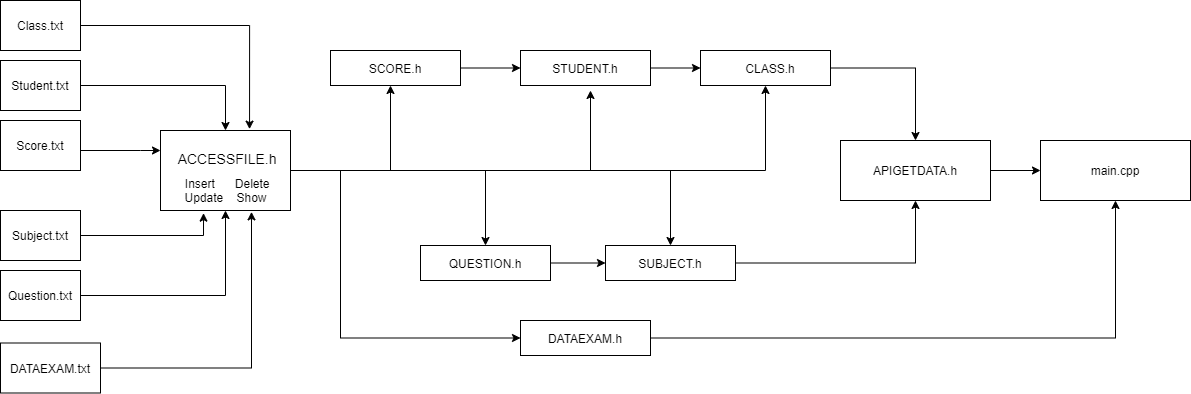 Class.txt
Student.txt
Score.txt
Subject.txt
Question.txt
DATAEXAM.txt
ACCESSFILE.h
Insert Delete
Update Show
SCORE.h
STUDENT.h
CLASS.h
QUESTION.h
SUBJECT.h
DATAEXAM.h
APIGETDATA.h
main.cpp